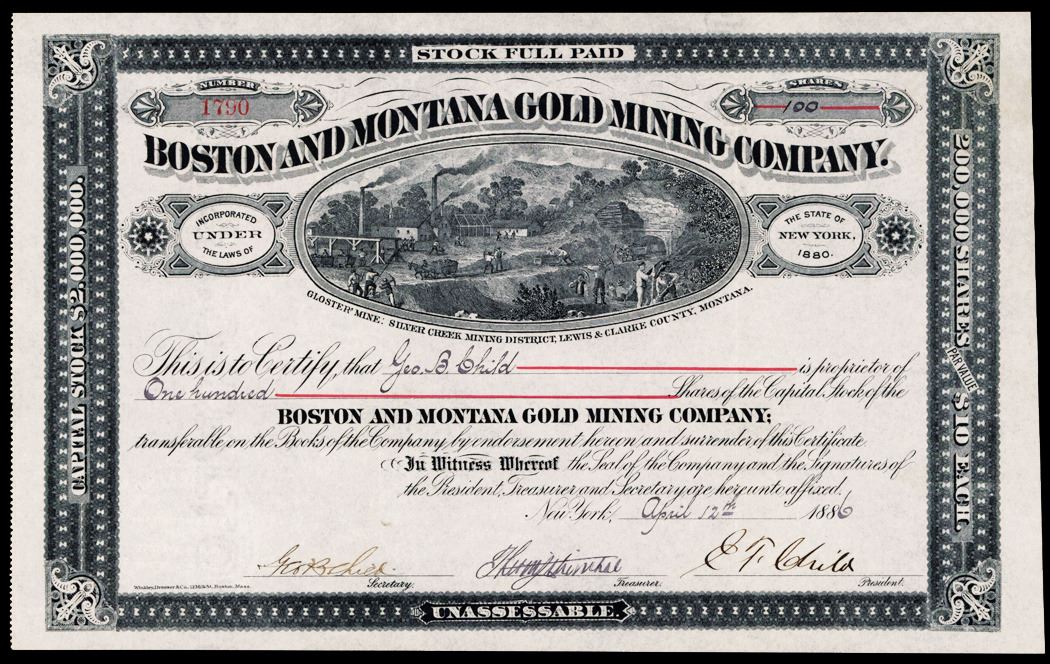 STOCK FULL PAID
NUMBER
1790
SHARES
100
BOSTON AND MONTANA GOLD MINING COMPANY.
INCORPORATED
UNDER
THE LAWS OF
THE STATE OF
NEW YORK,
1880.
GLOSTER MINE: SILVER CREEK MINING DISTRICT, LEWIS & CLARKE COUNTY, MONTANA.
CAPITAL STOCK $2,000,000.
200,000 SHARES PAR VALUE $10 EACH.
This is to Certify, that Geo. B. Child is proprietor of
One hundred Shares of the Capital Stock of the
BOSTON AND MONTANA GOLD MINING COMPANY;
transferable on the Books of the Company by endorsement hereon and surrender of this Certificate
In Witness Whereof the Seal of the Company and the Signatures of
the President, Treasurer and Secretary are hereunto affixed.
New York, April 12th 1886
Geo B Child E F Child
Secretary. Treasurer. President.
UNASSESSABLE.